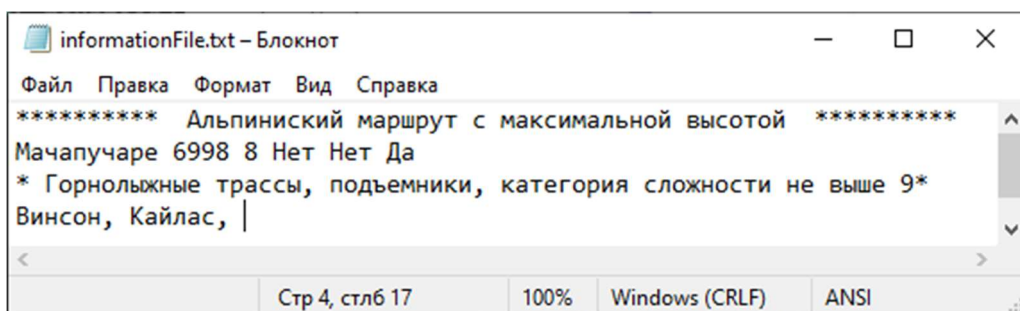 informationFile.txt – Блокнот
Файл Правка Формат Вид Справка
********** Альпиниский маршрут с максимальной высотой **********
Мачапучаре 6998 8 Нет Нет Да
* Горнолыжные трассы, подъемники, категория сложности не выше 9*
Винсон, Кайлас,
Стр 4, стлб 17 100% Windows (CRLF) ANSI